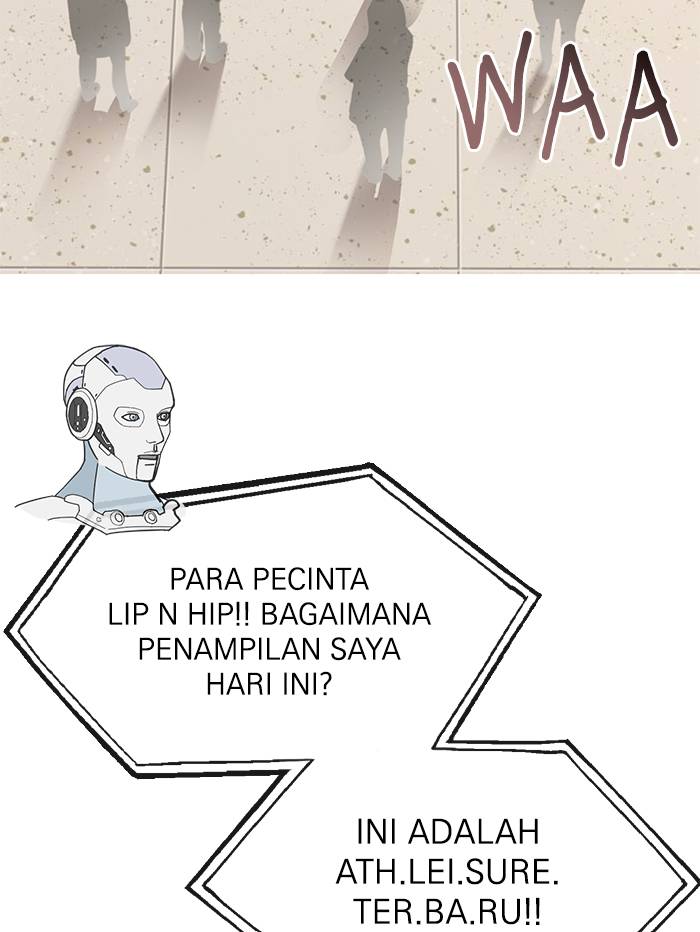 WAA
PARA PECINTA
LIP N HIP!! BAGAIMANA
PENAMPILAN SAYA
HARI INI?
INI ADALAH
ATH.LEI.SURE.
TER.BA.RU!!